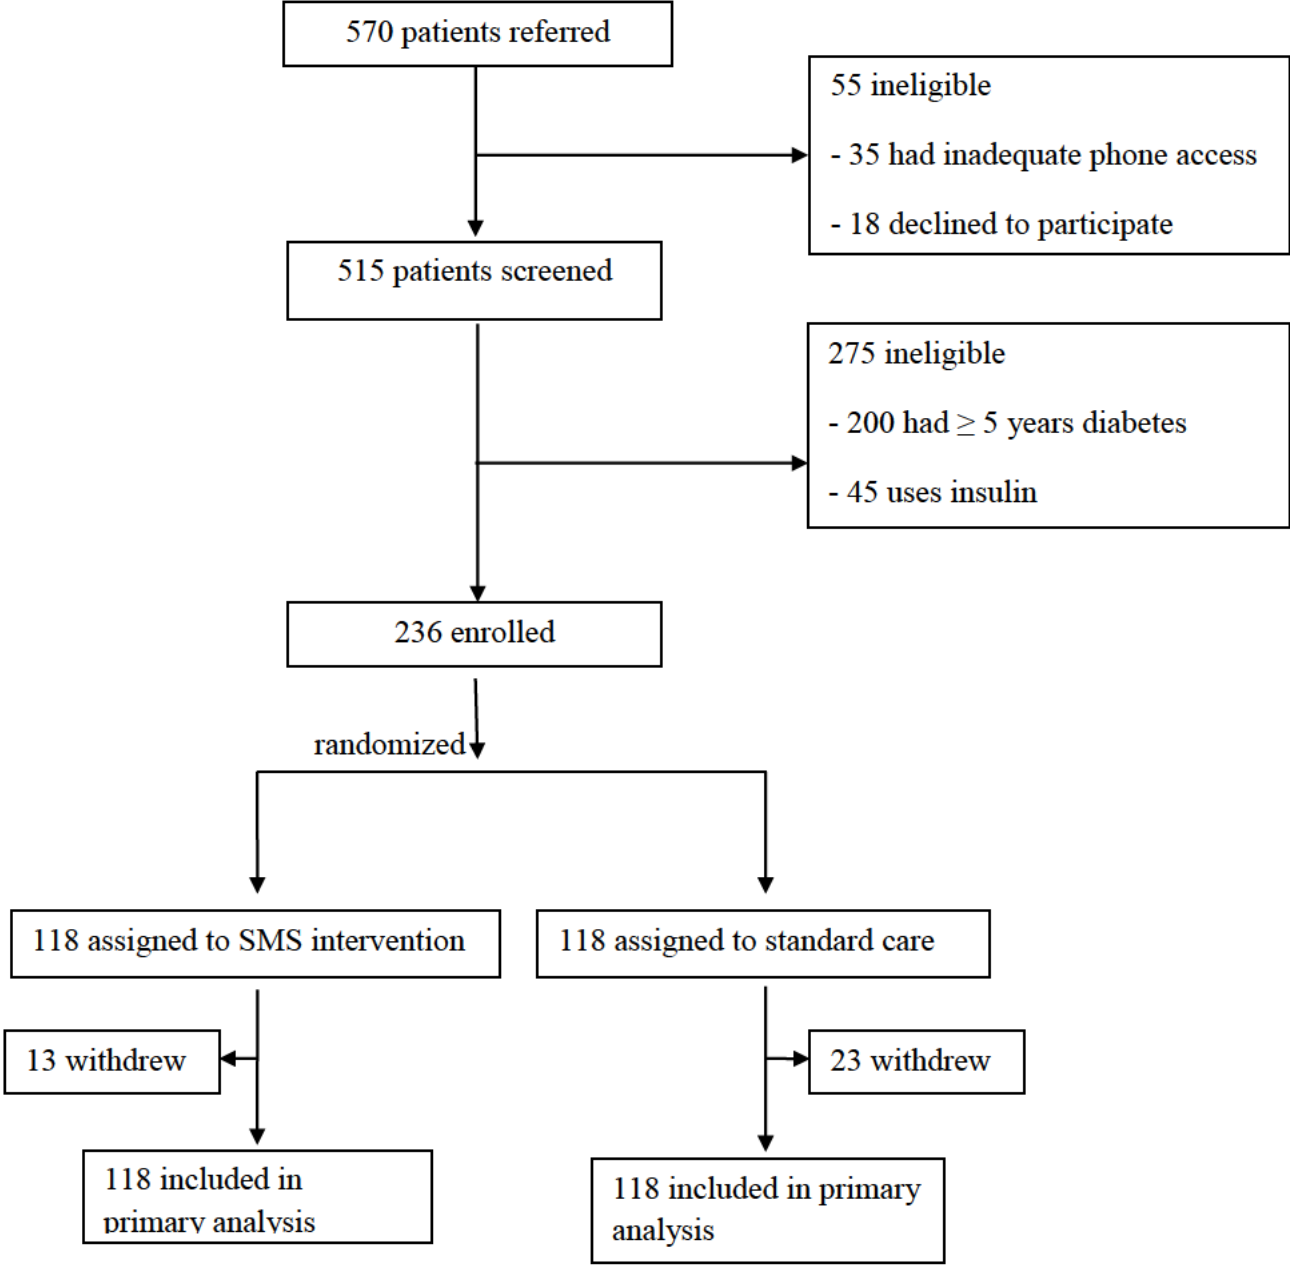 570 patients referred
55 ineligible
- 35 had inadequate phone access
- 18 declined to participate
515 patients screened
275 ineligible
- 200 had ≥ 5 years diabetes
- 45 uses insulin
236 enrolled
randomized
118 assigned to SMS intervention
118 assigned to standard care
13 withdrew
23 withdrew
118 included in
primary analysis
118 included in primary
analysis